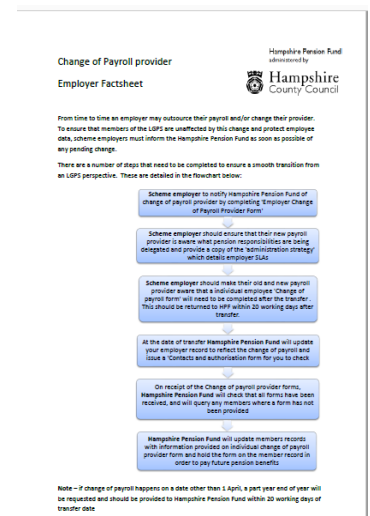 Hampshire Pension Fund
administered by
Hampshire
County Council
Change of Payroll provider
Employer Factsheet
From time to time an employer may outsource their payroll and/or change their provider.
To ensure that members of the LGPS are unaffected by this change and protect employee
data, scheme employers must inform the Hampshire Pension Fund as soon as possible of
any pending change.
There are a number of steps that need to be completed to ensure a smooth transition from
an LGPS perspective. These are detailed in the flowchart below:
Scheme employer to notify Hampshire Pension Fund of
change of payroll provider by completing 'Employer Change
of Payroll Provider Form'
Scheme employer should ensure that their new payroll
provider is aware what pension responsibilities are being
delegated and provide a copy of the 'administration strategy'
which details employer SLAs
Scheme employer should make their old and new payroll
provider aware that a individual employee 'Change of
payroll form' will need to be completed after the transfer .
This should be returned to HPF within 20 working days after
transfer.
At the date of transfer Hampshire Pension Fund will update
your employer record to reflect the change of payroll and
issue a 'Contacts and authorisation form for you to check
On receipt of the Change of payroll provider forms,
Hampshire Pension Fund will check that all forms have been
received, and will query any members where a form has not
been provided
Hampshire Pension Fund will update members records
with information provided on individual change of payroll
provider form and hold the form on the member record in
order to pay future pension benefits
Note – if change of payroll happens on a date other than 1 April, a part year end of year will
be requested and should be provided to Hampshire Pension Fund within 20 working days of
transfer date